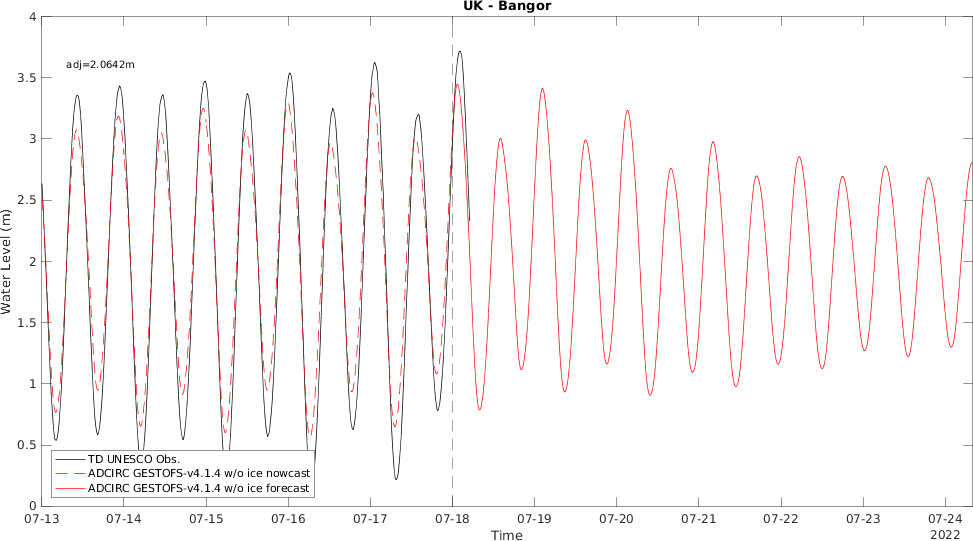 UK - Bangor
adj=2.0642m
Water Level (m)
4
3.5
3
2.5
2
1.5
1
0.5
0
TD UNESCO Obs.
ADCIRC GESTOFS-v4.1.4 w/o ice nowcast
ADCIRC GESTOFS-v4.1.4 w/o ice forecast
07-13 07-14 07-15 07-16 07-17 07-18 07-19 07-20 07-21 07-22 07-23 07-24
Time
2022